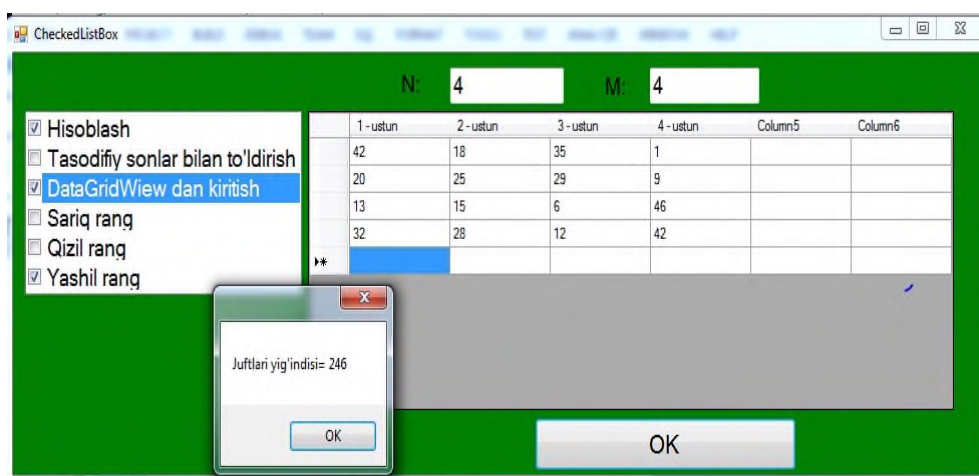 CheckedListBox
N: 4 M: 4
Hisoblash
Tasodifiy sonlar bilan to'ldirish
DataGridWiew dan kiritish
Sariq rang
Qizil rang
Yashil rang
1 - ustun 2 - ustun 3 - ustun 4 - ustun Column5 Column6
42 18 35 1
20 25 29 9
13 15 6 46
32 28 12 42
Juftlari yig'indisi= 246
OK
OK